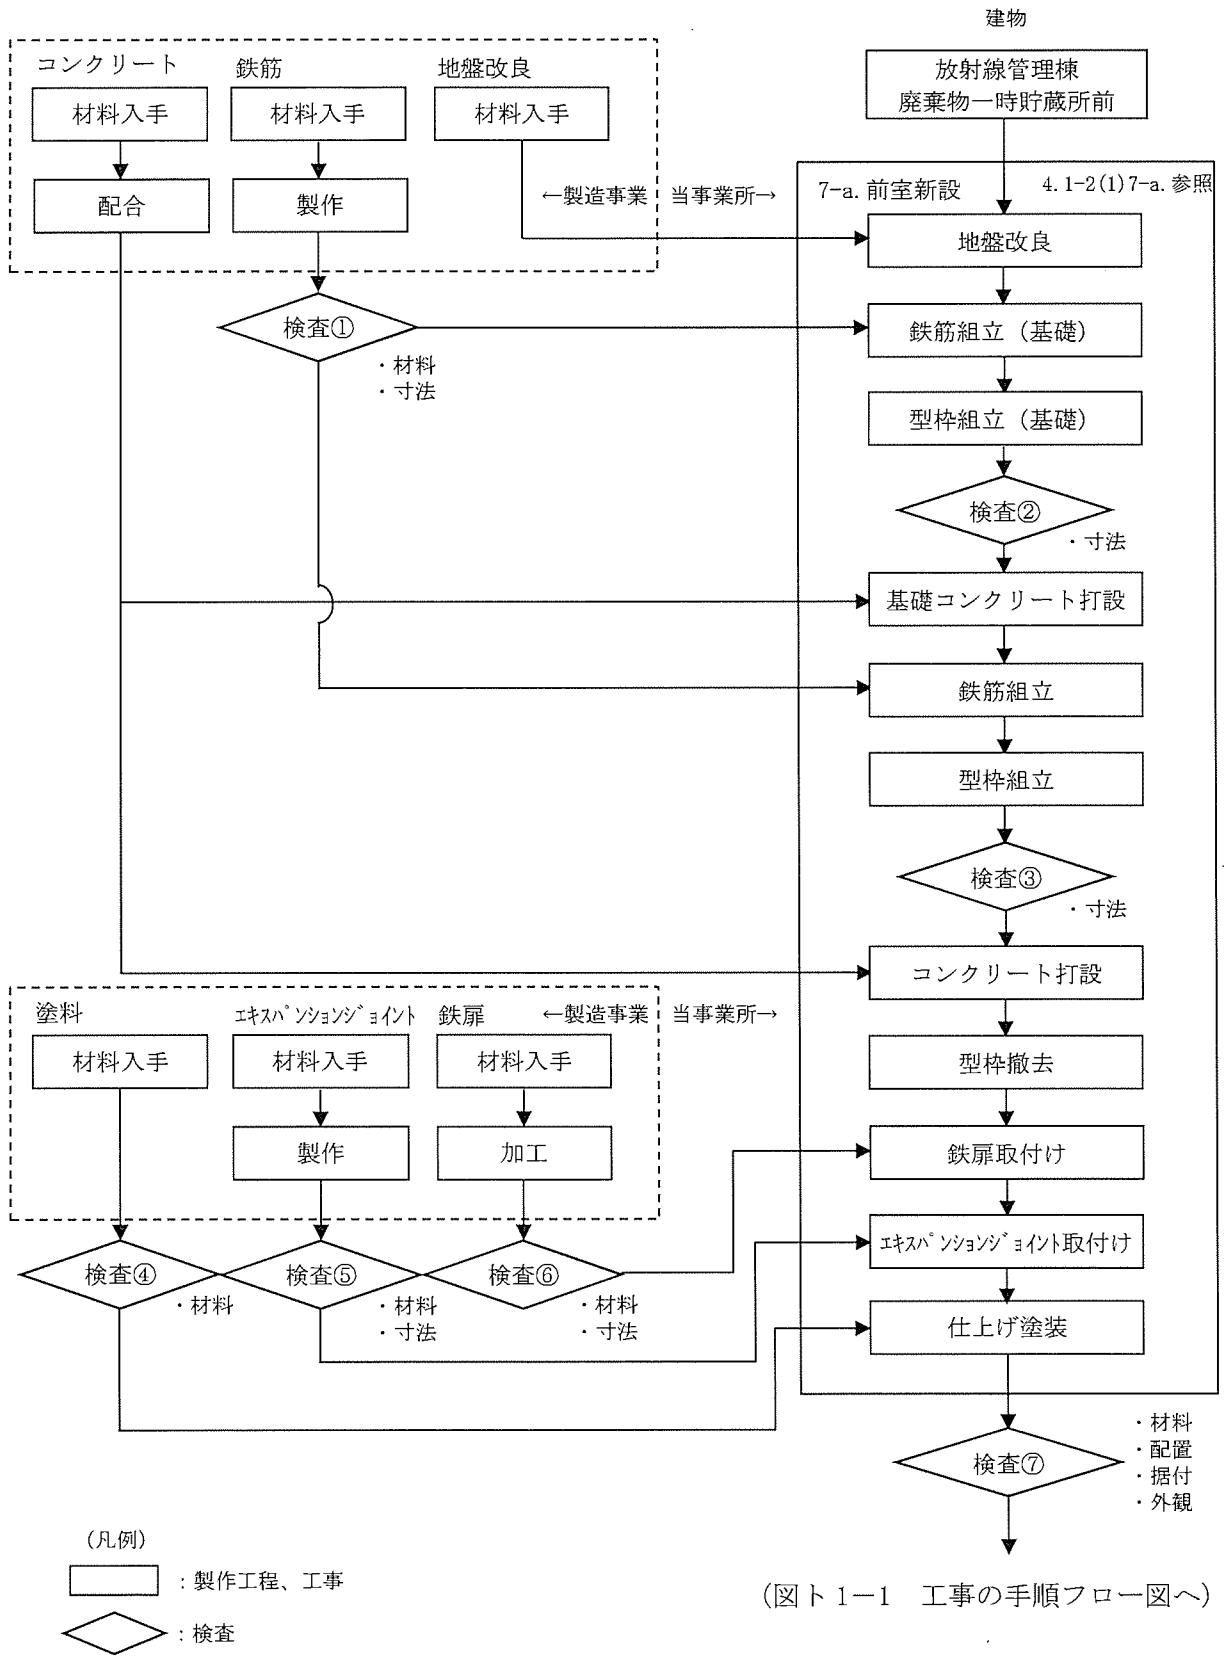 建物
放射線管理棟
廃棄物一時貯蔵所前
コンクリート
鉄筋
地盤改良
材料入手
材料入手
材料入手
配合
製作
←製造事業
当事業所→
7-a. 前室新設
4.1-2(1)7-a. 参照
地盤改良
検査①
・材料
・寸法
鉄筋組立（基礎）
型枠組立（基礎）
検査②
・寸法
基礎コンクリート打設
鉄筋組立
型枠組立
検査③
・寸法
コンクリート打設
塗料
ｴｷｽﾊﾟﾝｼｮﾝｼﾞｮｲﾝﾄ
鉄扉
←製造事業
当事業所→
材料入手
材料入手
材料入手
型枠撤去
製作
加工
鉄扉取付け
ｴｷｽﾊﾟﾝｼｮﾝｼﾞｮｲﾝﾄ取付け
検査④
・材料
検査⑤
・材料
・寸法
検査⑥
・材料
・寸法
仕上げ塗装
検査⑦
・材料
・配置
・据付
・外観
（凡例）
：製作工程、工事
：検査
（図ト 1－1　工事の手順フロー図へ）